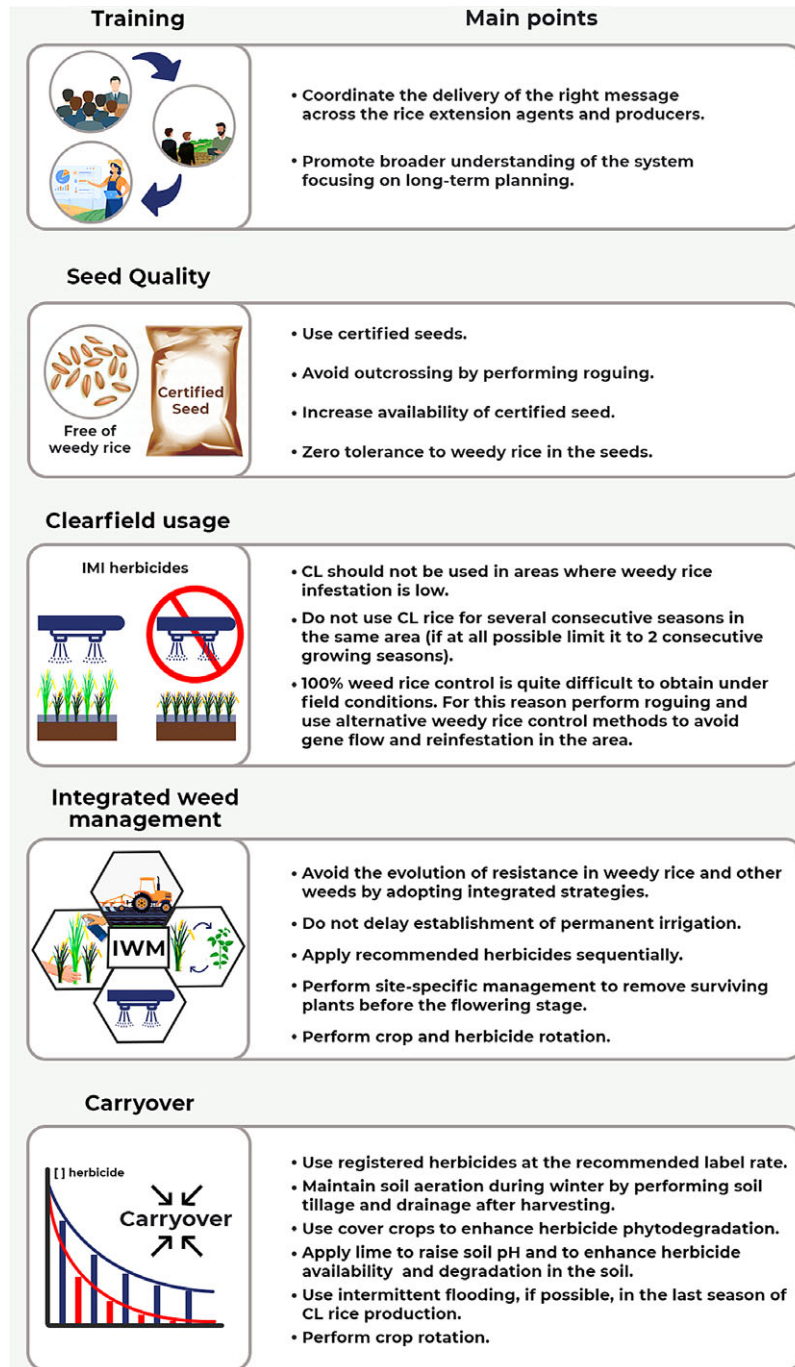 Training
Main points
• Coordinate the delivery of the right message
across the rice extension agents and producers.
• Promote broader understanding of the system
focusing on long-term planning.
Seed Quality
Free of
weedy rice
Certified
Seed
• Use certified seeds.
• Avoid outcrossing by performing roguing.
• Increase availability of certified seed.
• Zero tolerance to weedy rice in the seeds.
Clearfield usage
IMI herbicides
• CL should not be used in areas where weedy rice
infestation is low.
• Do not use CL rice for several consecutive seasons in
the same area (if at all possible limit it to 2 consecutive
growing seasons).
• 100% weed rice control is quite difficult to obtain under
field conditions. For this reason perform roguing and
use alternative weedy rice control methods to avoid
gene flow and reinfestation in the area.
Integrated weed
management
IWM
• Avoid the evolution of resistance in weedy rice and other
weeds by adopting integrated strategies.
• Do not delay establishment of permanent irrigation.
• Apply recommended herbicides sequentially.
• Perform site-specific management to remove surviving
plants before the flowering stage.
• Perform crop and herbicide rotation.
Carryover
[ ] herbicide
Carryover
• Use registered herbicides at the recommended label rate.
• Maintain soil aeration during winter by performing soil
tillage and drainage after harvesting.
• Use cover crops to enhance herbicide phytodegradation.
• Apply lime to raise soil pH and to enhance herbicide
availability and degradation in the soil.
• Use intermittent flooding, if possible, in the last season of
CL rice production.
• Perform crop rotation.